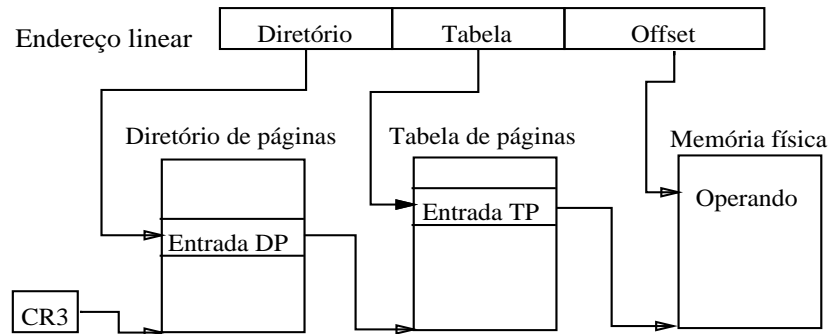 Endereço linear
Diretório
Tabela
Offset
Diretório de páginas
Tabela de páginas
Memória física
Entrada DP
Entrada TP
Operando
CR3